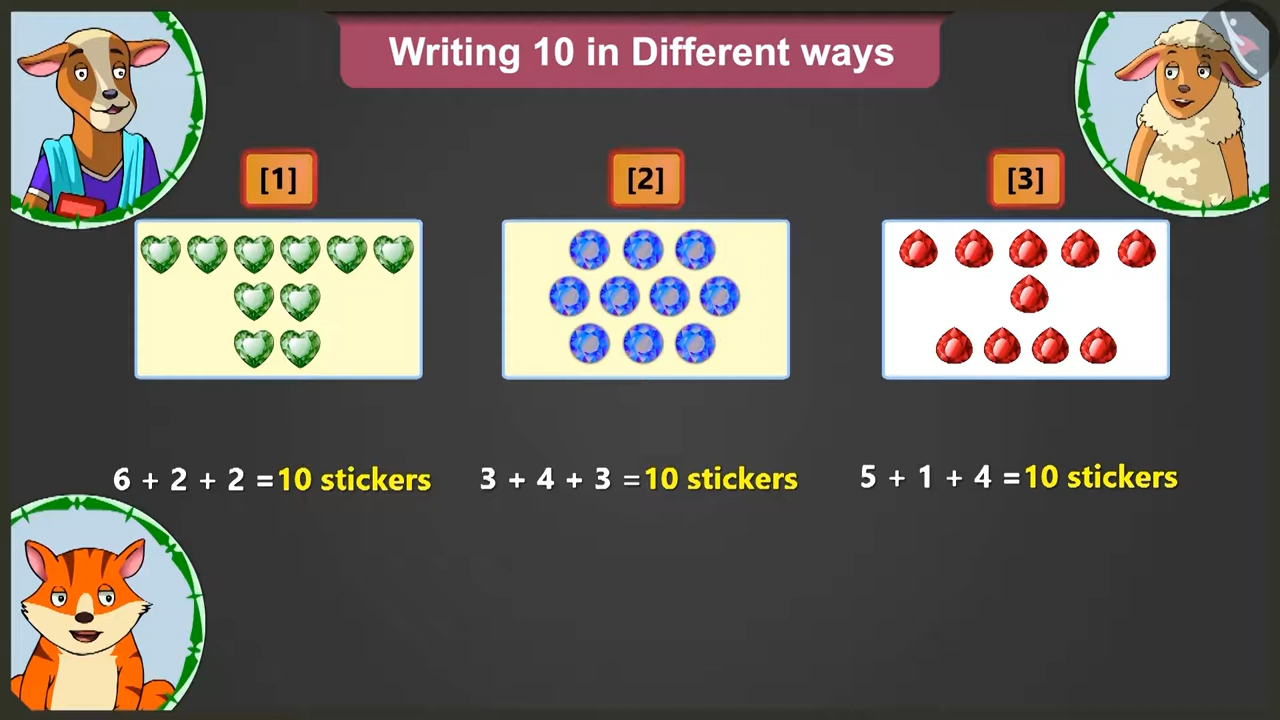 Writing 10 in Different ways
[1]
[2]
[3]
6 + 2 + 2 =10 stickers
3 + 4 + 3 =10 stickers
5 + 1 + 4 =10 stickers